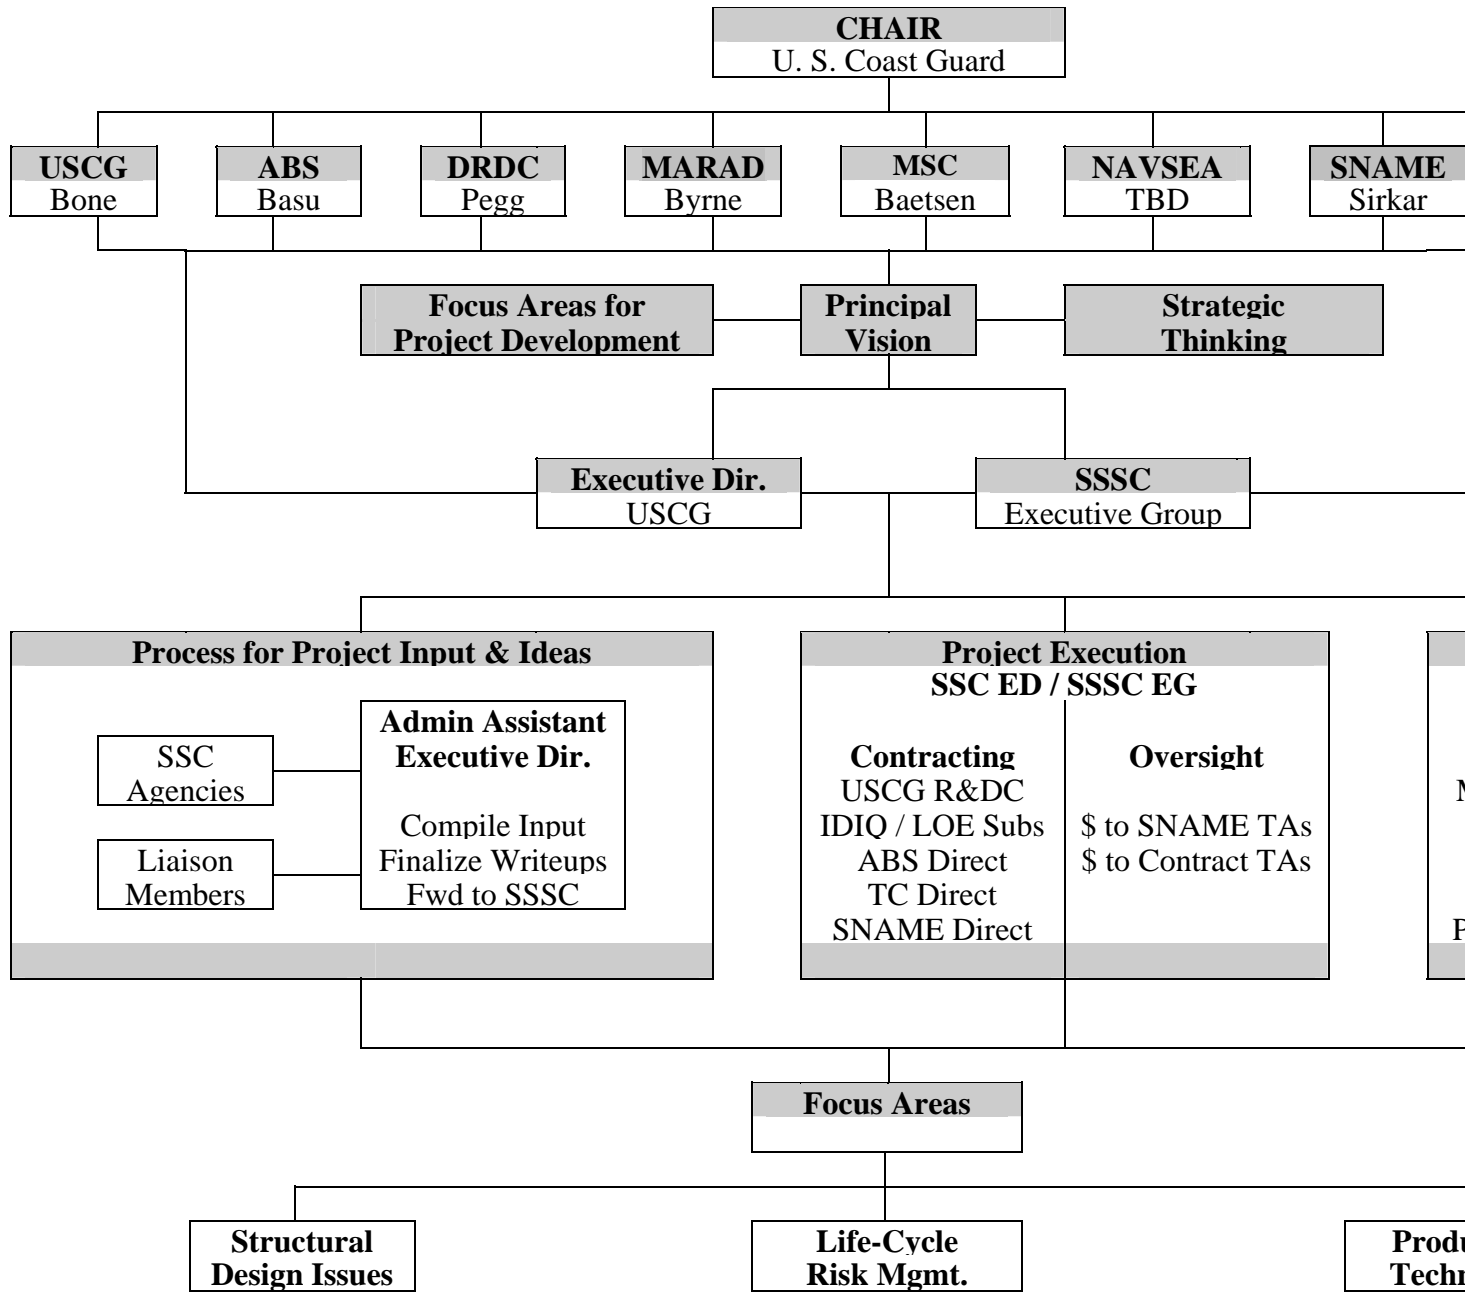 CHAIR
U. S. Coast Guard
USCG
Bone
ABS
Basu
DRDC
Pegg
MARAD
Byrne
MSC
Baetsen
NAVSEA
TBD
SNAME
Sirkar
Focus Areas for
Project Development
Principal
Vision
Strategic
Thinking
Executive Dir.
USCG
SSSC
Executive Group
Process for Project Input & Ideas
SSC
Agencies
Liaison
Members
Admin Assistant
Executive Dir.
Compile Input
Finalize Writeups
Fwd to SSSC
Project Execution
SSC ED / SSSC EG
Contracting
USCG R&DC
IDIQ / LOE Subs
ABS Direct
TC Direct
SNAME Direct
Oversight
$ to SNAME TAs
$ to Contract TAs
Focus Areas
Structural
Design Issues
Life-Cycle
Risk Mgmt.